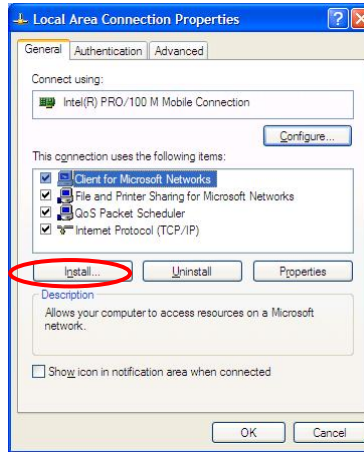 Local Area Connection Properties
General Authentication Advanced
Connect using:
Intel(R) PRO/100 M Mobile Connection
Configure...
This connection uses the following items:
Client for Microsoft Networks
File and Printer Sharing for Microsoft Networks
QoS Packet Scheduler
Internet Protocol (TCP/IP)
Install... Uninstall Properties
Description
Allows your computer to access resources on a Microsoft
network.
Show icon in notification area when connected
OK Cancel